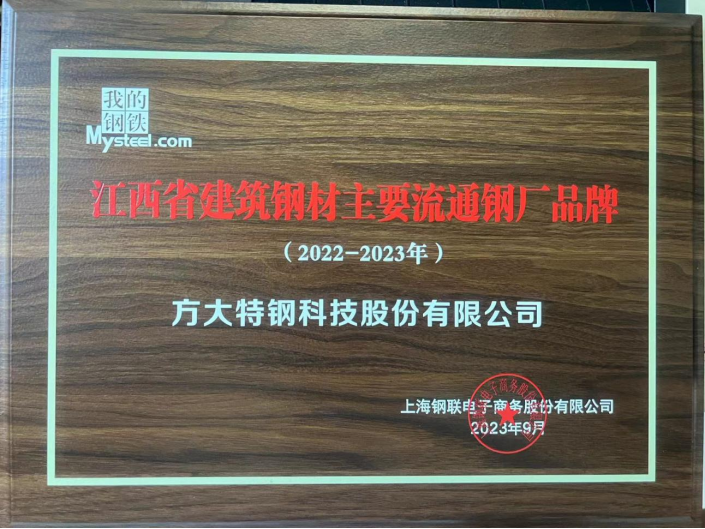 我的
钢铁
Mysteel.com
江西省建筑钢材主要流通钢厂品牌
（2022-2023年）
方大特钢科技股份有限公司
上海钢联电子商务股份有限公司
2023年9月